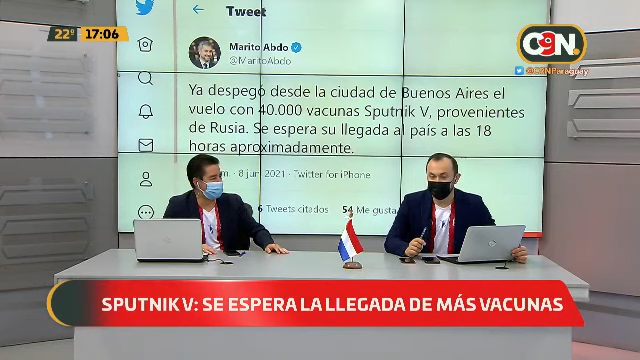 22º 17:06
Tweet
Marito Abdo
@MaritoAbdo
C9N.
@C9NParaguay
Ya despegó desde la ciudad de Buenos Aires el
vuelo con 40.000 vacunas Sputnik V, provenientes
de Rusia. Se espera su llegada al país a las 18
horas aproximadamente.
m. · 8 jun. 2021 · Twitter for iPhone
6 Tweets citados 54 Me gusta
SPUTNIK V: SE ESPERA LA LLEGADA DE MÁS VACUNAS